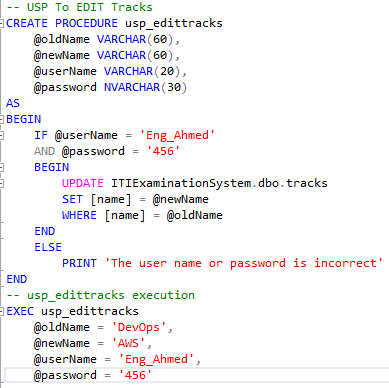 -- USP To EDIT Tracks
CREATE PROCEDURE usp_edittracks
@oldName VARCHAR(60),
@newName VARCHAR(60),
@userName VARCHAR(20),
@password NVARCHAR(30)
AS
BEGIN
IF @userName = 'Eng_Ahmed'
AND @password = '456'
BEGIN
UPDATE ITIExaminationSystem.dbo.tracks
SET [name] = @newName
WHERE [name] = @oldName
END
ELSE
PRINT 'The user name or password is incorrect'
END
-- usp_edittracks execution
EXEC usp_edittracks
@oldName = 'DevOps',
@newName = 'AWS',
@userName = 'Eng_Ahmed',
@password = '456'